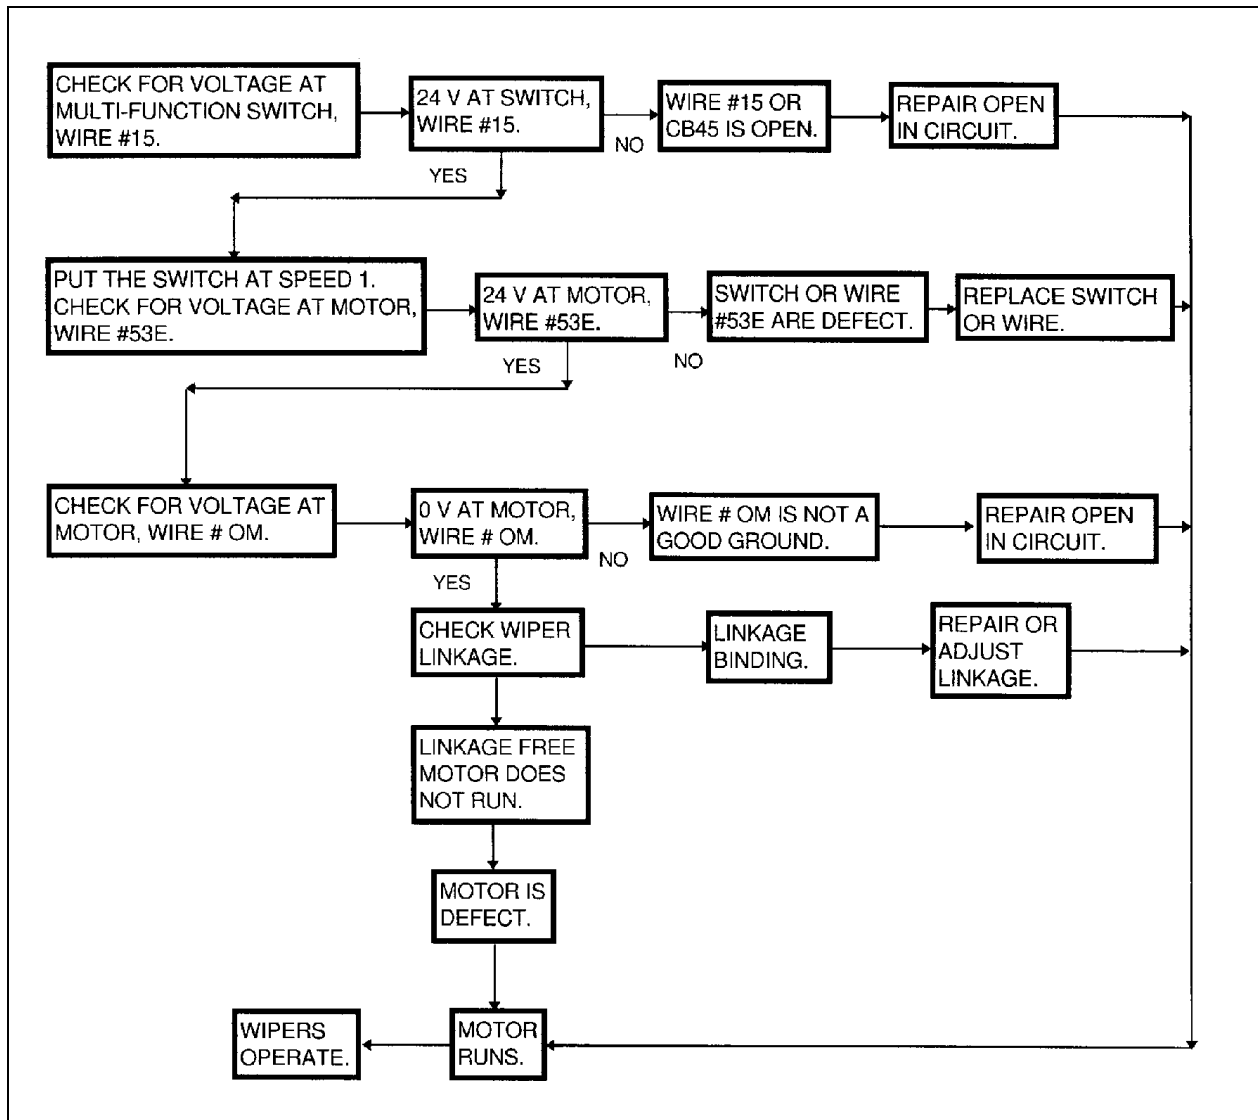 CHECK FOR VOLTAGE AT
MULTI-FUNCTION SWITCH,
WIRE #15.
24 V AT SWITCH,
WIRE #15.
NO
YES
WIRE #15 OR
CB45 IS OPEN.
REPAIR OPEN
IN CIRCUIT.
PUT THE SWITCH AT SPEED 1.
CHECK FOR VOLTAGE AT MOTOR,
WIRE #53E.
24 V AT MOTOR,
WIRE #53E.
YES
NO
SWITCH OR WIRE
#53E ARE DEFECT.
REPLACE SWITCH
OR WIRE.
CHECK FOR VOLTAGE AT
MOTOR, WIRE # OM.
0 V AT MOTOR,
WIRE # OM.
YES
NO
WIRE # OM IS NOT A
GOOD GROUND.
REPAIR OPEN
IN CIRCUIT.
CHECK WIPER
LINKAGE.
LINKAGE
BINDING.
REPAIR OR
ADJUST
LINKAGE.
LINKAGE FREE
MOTOR DOES
NOT RUN.
MOTOR IS
DEFECT.
WIPERS
OPERATE.
MOTOR
RUNS.